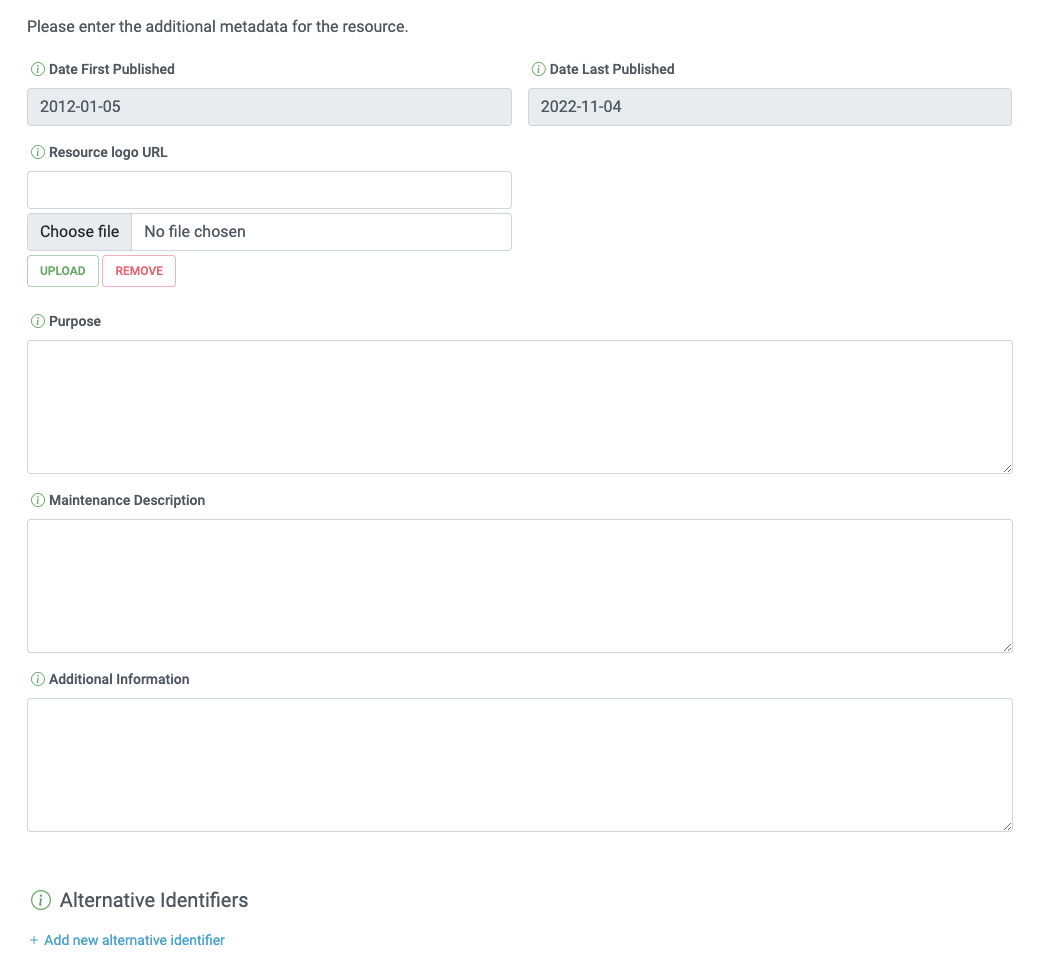 Please enter the additional metadata for the resource.
Date First Published
Date Last Published
2012-01-05
2022-11-04
Resource logo URL
Choose file No file chosen
UPLOAD REMOVE
Purpose
Maintenance Description
Additional Information
Alternative Identifiers
+ Add new alternative identifier